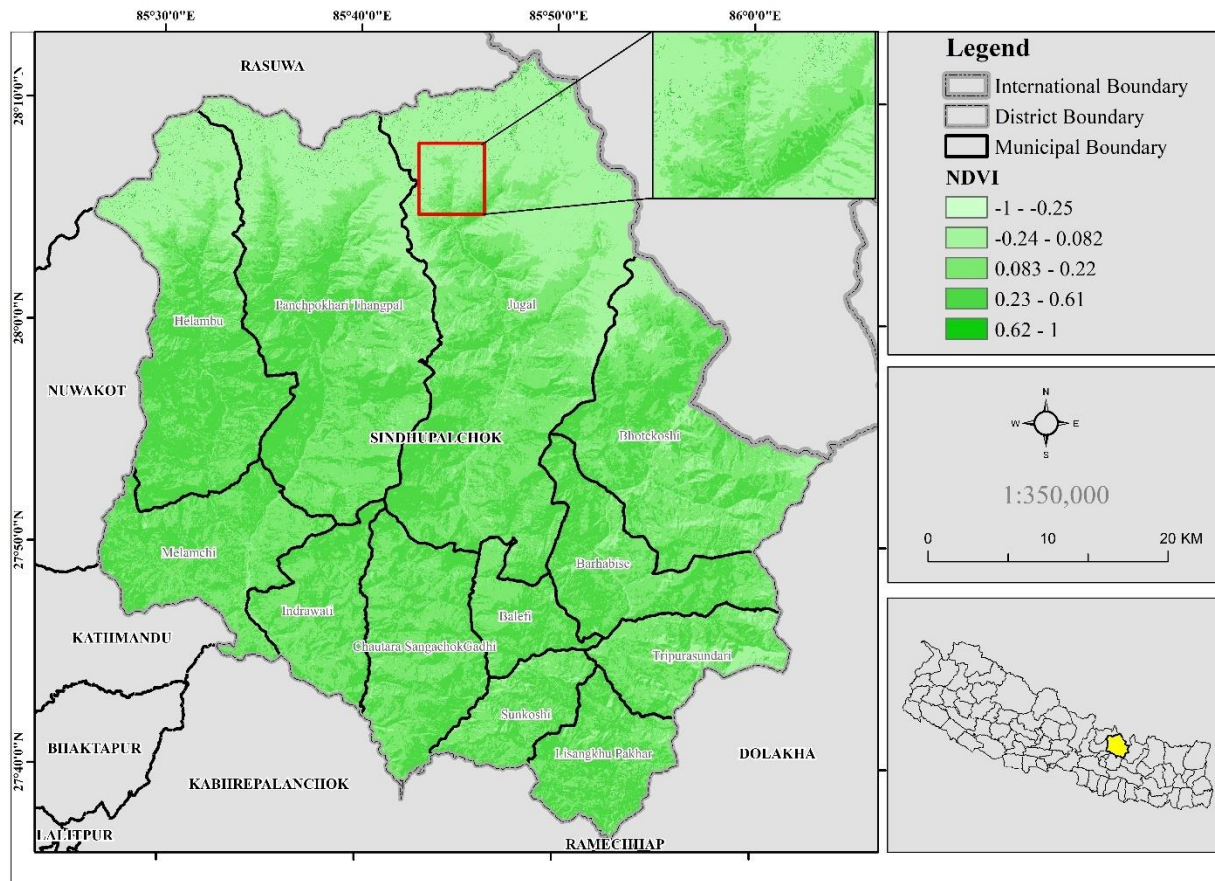 85°30'0"E
85°40'0"E
85°50'0"E
86°0'0"E
28°10'0"N
28°0'0"N
27°50'0"N
27°40'0"N
RASUWA
Helambu
Panchpokhari Thangpal
Jugal
NUWAKOT
SINDHUPALCHOK
Bhotekoshi
Melamchi
Barhabise
Indrawati
Balefi
KATHMANDU
Chautara SangachokGadhi
Tripurasundari
Sunkoshi
BHAKTAPUR
Lisangkhu Pakhar
DOLAKHA
KABHREPALANCHOK
LALITPUR
RAMECHHAP
Legend
International Boundary
District Boundary
Municipal Boundary
NDVI
-1 - -0.25
-0.24 - 0.082
0.083 - 0.22
0.23 - 0.61
0.62 - 1
N
W
E
S
1:350,000
0 10 20 KM